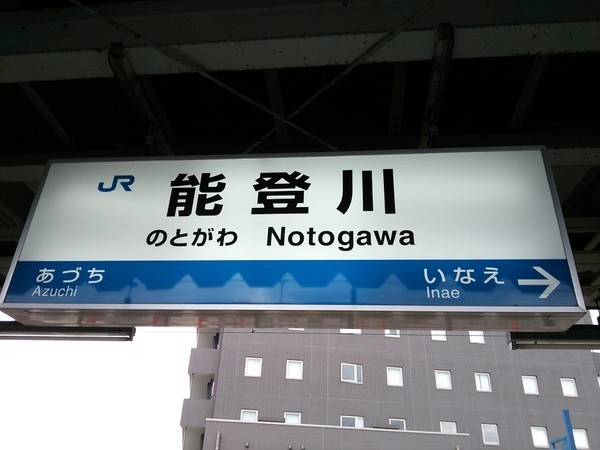 JR 能登川
のとがわ Notogawa
あづち いなえ →
Azuchi Inae